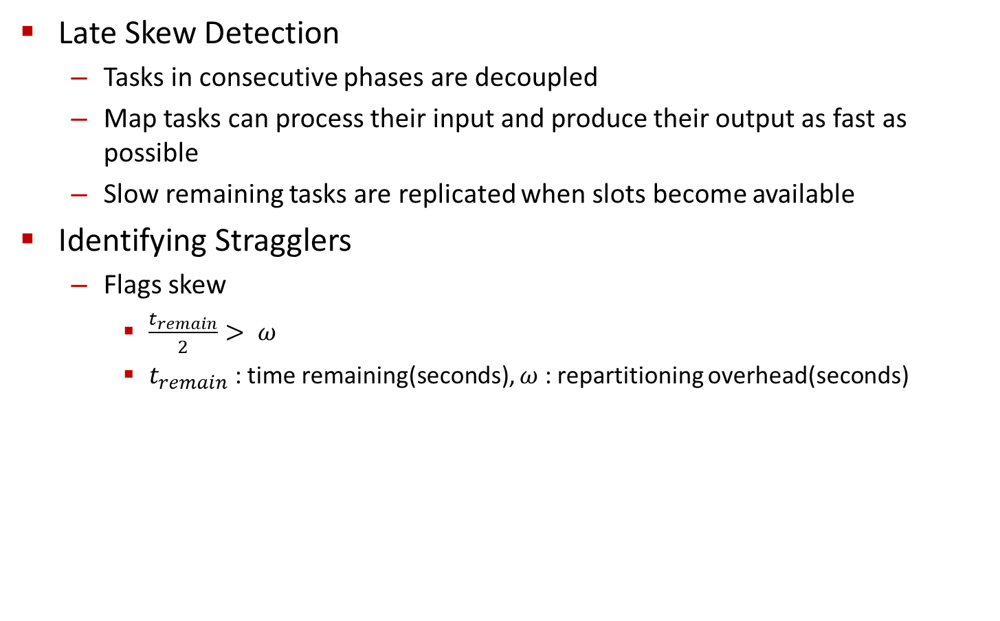 ▪ Late Skew Detection
– Tasks in consecutive phases are decoupled
– Map tasks can process their input and produce their output as fast as
possible
– Slow remaining tasks are replicated when slots become available
▪ Identifying Stragglers
– Flags skew
▪ $\frac{t_{remain}}{2} > \omega$
▪ $t_{remain}$ : time remaining(seconds), $\omega$ : repartitioning overhead(seconds)